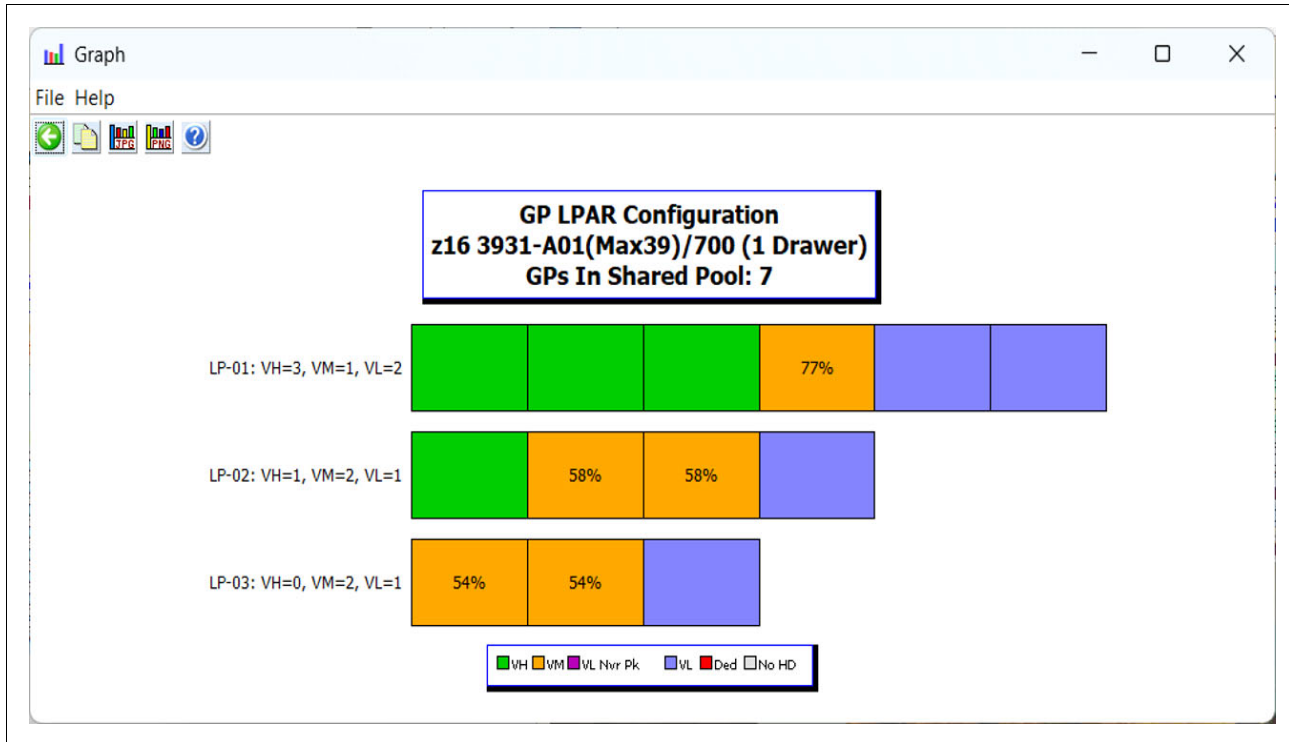 Graph
File Help
JPG PNG ?
GP LPAR Configuration
z16 3931-A01(Max39)/700 (1 Drawer)
GPs In Shared Pool: 7
LP-01: VH=3, VM=1, VL=2 77%
LP-02: VH=1, VM=2, VL=1 58% 58%
LP-03: VH=0, VM=2, VL=1 54% 54%
VH VM VL Nvr Pk VL Ded No HD